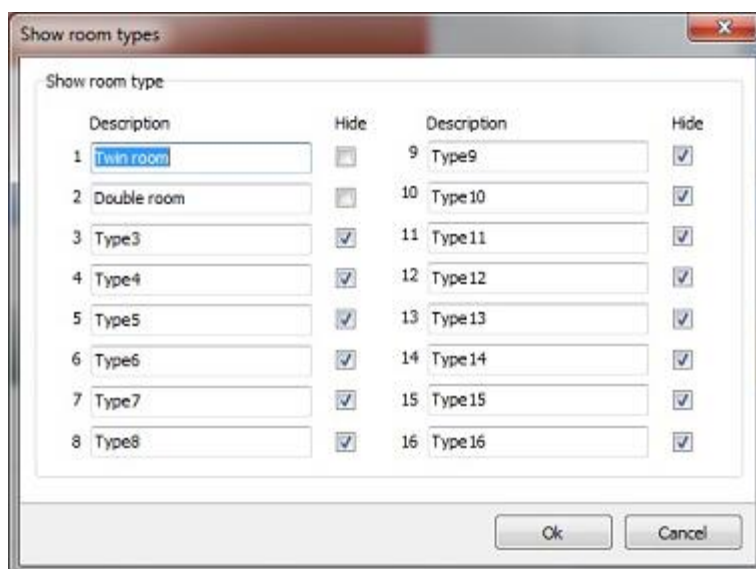 Show room types
Show room type
Description Hide Description Hide
1 Twin room 9 Type9
2 Double room 10 Type10
3 Type3 11 Type11
4 Type4 12 Type12
5 Type5 13 Type13
6 Type6 14 Type14
7 Type7 15 Type15
8 Type8 16 Type16
Ok Cancel